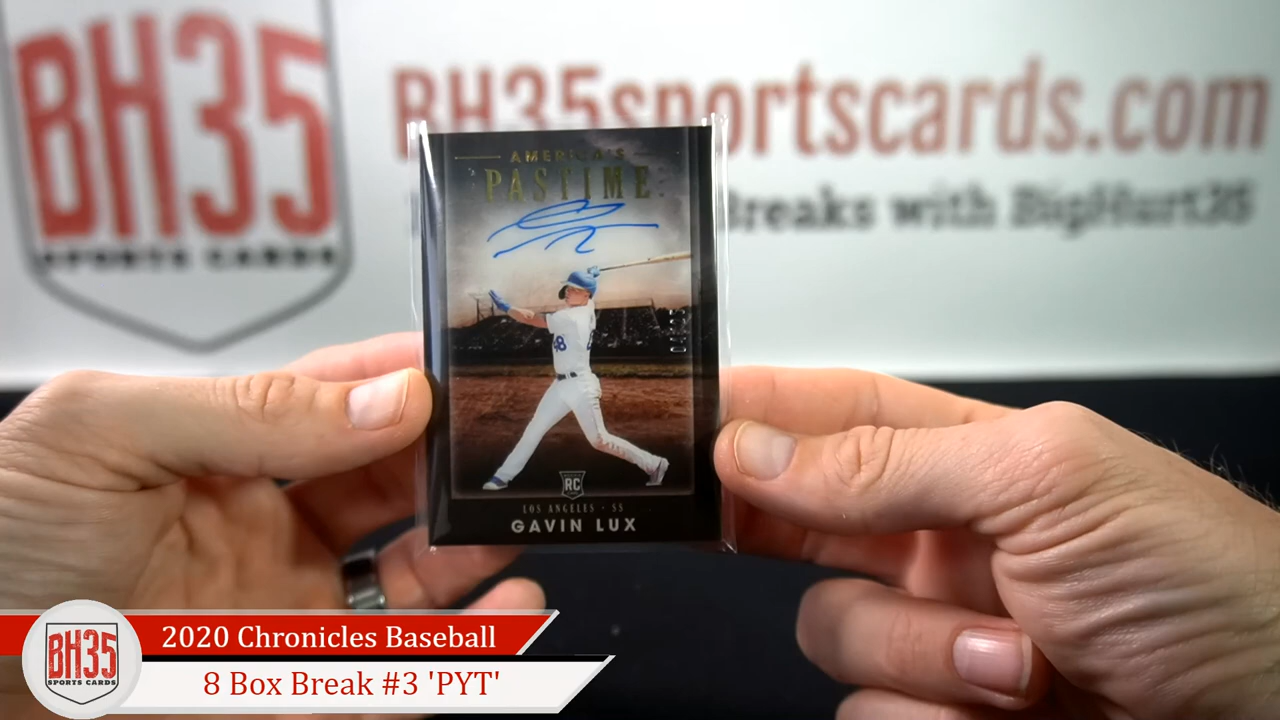 BH35
SPORTS CARDS
BH35sportscards.com
Breaks with BigHurt35
AMERICA'S
PASTIME
48
RC
LOS ANGELES · SS
GAVIN LUX
BH35
SPORTS CARDS
2020 Chronicles Baseball
8 Box Break #3 'PYT'